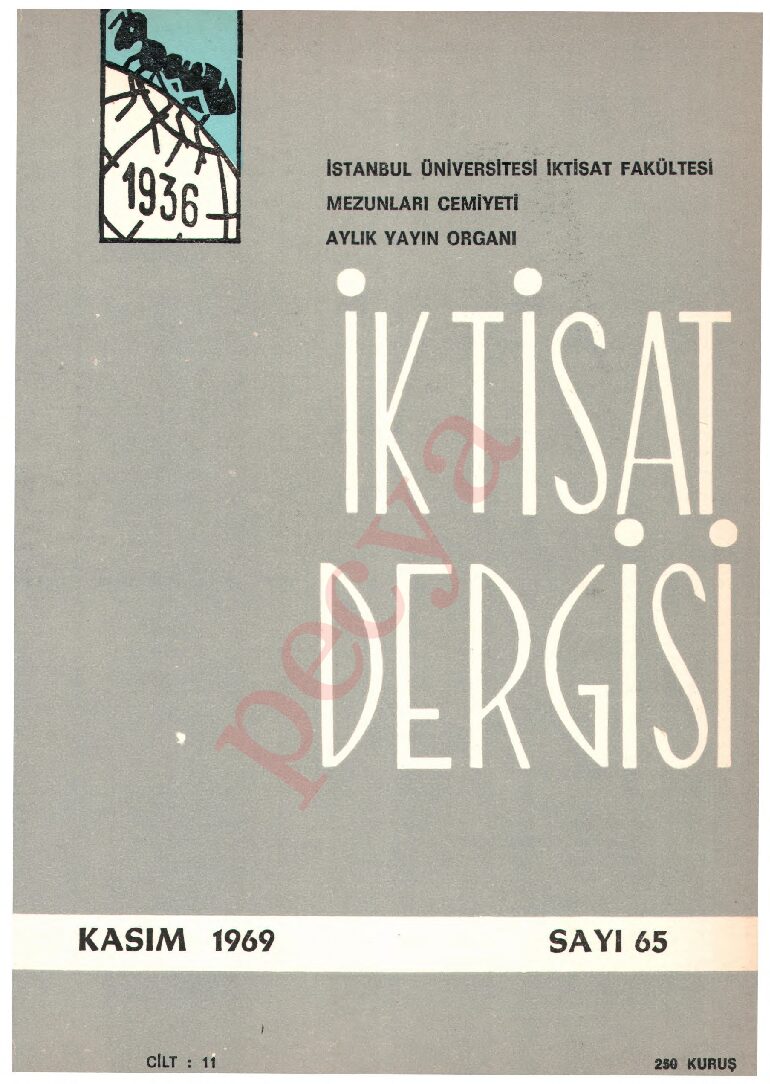 1936
İSTANBUL ÜNİVERSİTESİ İKTİSAT FAKÜLTESİ
MEZUNLARI CEMİYETİ
AYLIK YAYIN ORGANI
İKTİSAT
DERGİSİ
pecya
KASIM 1969 SAYI 65
CİLT : 11 250 KURUŞ